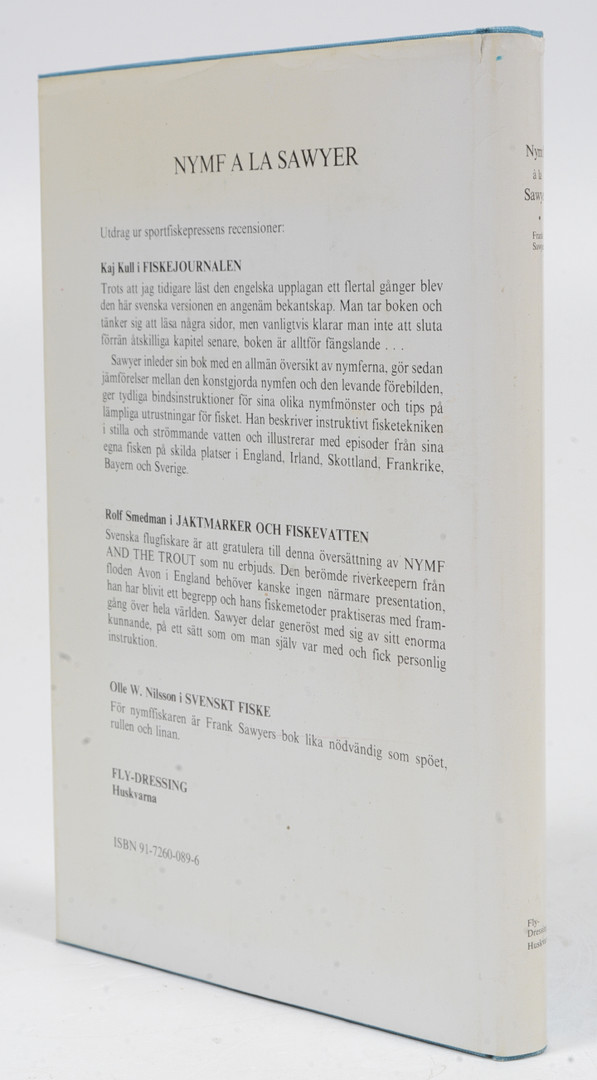 NYMF A LA SAWYER
Utdrag ur sportfiskepressens recensioner:
Kaj Kull i FISKEJOURNALEN
Trots att jag tidigare läst den engelska upplagan ett flertal gånger blev
den här svenska versionen en angenäm bekantskap. Man tar boken och
tänker sig att läsa några sidor, men vanligtvis klarar man inte att sluta
förrän åtskilliga kapitel senare, boken är alltför fängslande . . .
Sawyer inleder sin bok med en allmän översikt av nymferna, gör sedan
jämförelser mellan den konstgjorda nymfen och den levande förebilden,
ger tydliga bindsinstruktioner för sina olika nymfmönster och tips på
lämpliga utrustningar för fisket. Han beskriver instruktivt fisketekniken
i stilla och strömmande vatten och illustrerar med episoder från sina
egna fisken på skilda platser i England, Irland, Skottland, Frankrike,
Bayern och Sverige.
Rolf Smedman i JAKTMARKER OCH FISKEVATTEN
Svenska flugfiskare är att gratulera till denna översättning av NYMF
AND THE TROUT som nu erbjuds. Den berömde riverkeepern från
floden Avon i England behöver kanske ingen närmare presentation,
han har blivit ett begrepp och hans fiskemetoder praktiseras med fram-
gång över hela världen. Sawyer delar generöst med sig av sitt enorma
kunnande, på ett sätt som om man själv var med och fick personlig
instruktion.
Olle W. Nilsson i SVENSKT FISKE
För nymffiskaren är Frank Sawyers bok lika nödvändig som spöet,
rullen och linan.
FLY-DRESSING
Huskvarna
ISBN 91-7260-089-6
Nym
à la
Sawy
Frank
Sawy
Fly-
Dressi
Huskv